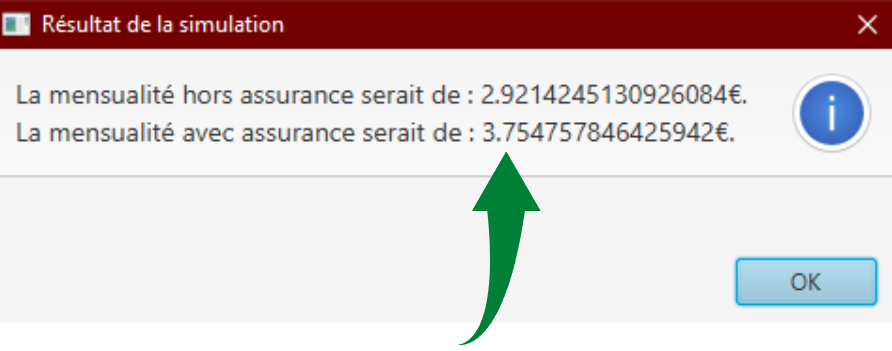 Résultat de la simulation
La mensualité hors assurance serait de : 2.9214245130926084€.
La mensualité avec assurance serait de : 3.754757846425942€.
i
OK